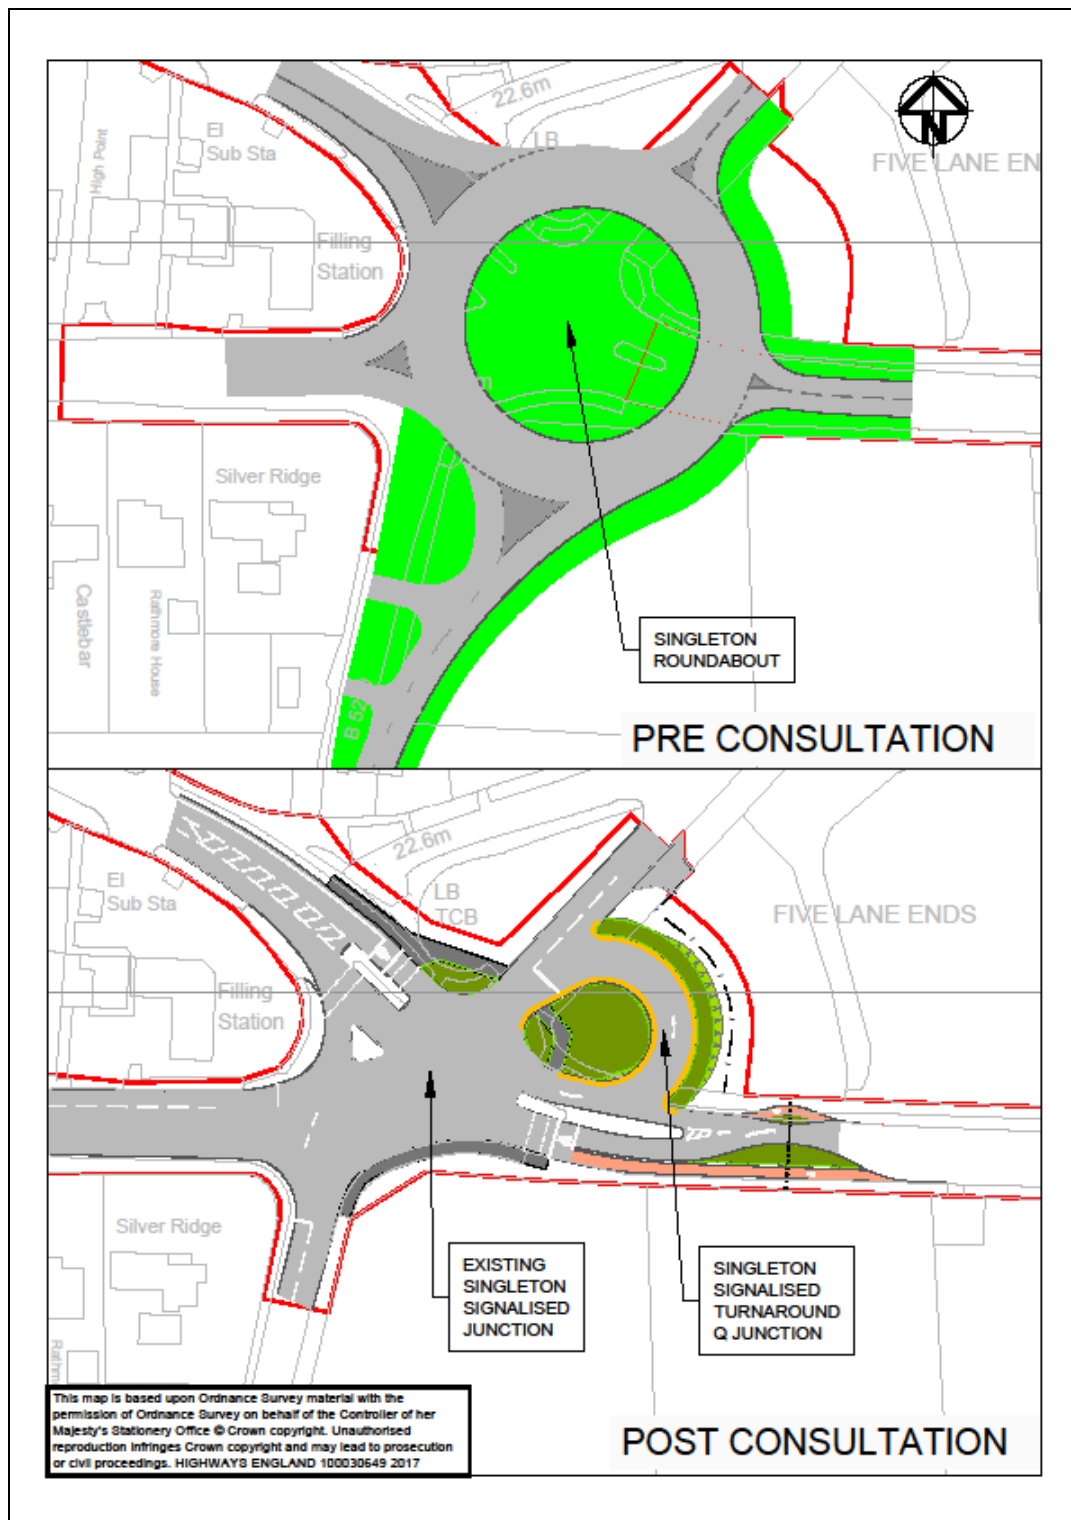 22.6m
N
El
Sub Sta
LB
FIVE LANE EN
High Point
Filling
Station
Silver Ridge
Castlebar
Rathmore House
B 52
SINGLETON
ROUNDABOUT
PRE CONSULTATION
22.6m
El
Sub Sta
LB
TCB
FIVE LANE ENDS
Filling
Station
Silver Ridge
EXISTING
SINGLETON
SIGNALISED
JUNCTION
SINGLETON
SIGNALISED
TURNAROUND
Q JUNCTION
Rathm
This map is based upon Ordnance Survey material with the
permission of Ordnance Survey on behalf of the Controller of her
Majesty's Stationery Office © Crown copyright. Unauthorised
reproduction infringes Crown copyright and may lead to prosecution
or civil proceedings. HIGHWAYS ENGLAND 100030649 2017
POST CONSULTATION